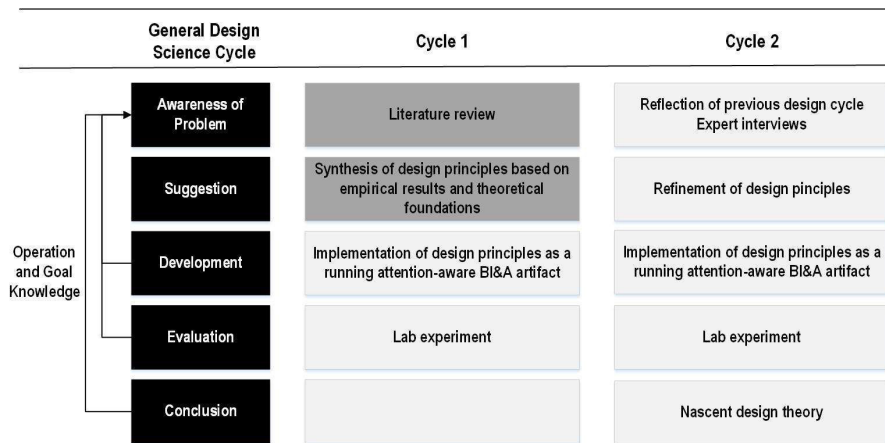 General Design
Science Cycle
Cycle 1
Cycle 2
Awareness of
Problem
Literature review
Reflection of previous design cycle
Expert interviews
Suggestion
Synthesis of design principles based on
empirical results and theoretical
foundations
Refinement of design pinciples
Operation
and Goal
Knowledge
Development
Implementation of design principles as a
running attention-aware BI&A artifact
Implementation of design principles as a
running attention-aware BI&A artifact
Evaluation
Lab experiment
Lab experiment
Conclusion
Nascent design theory